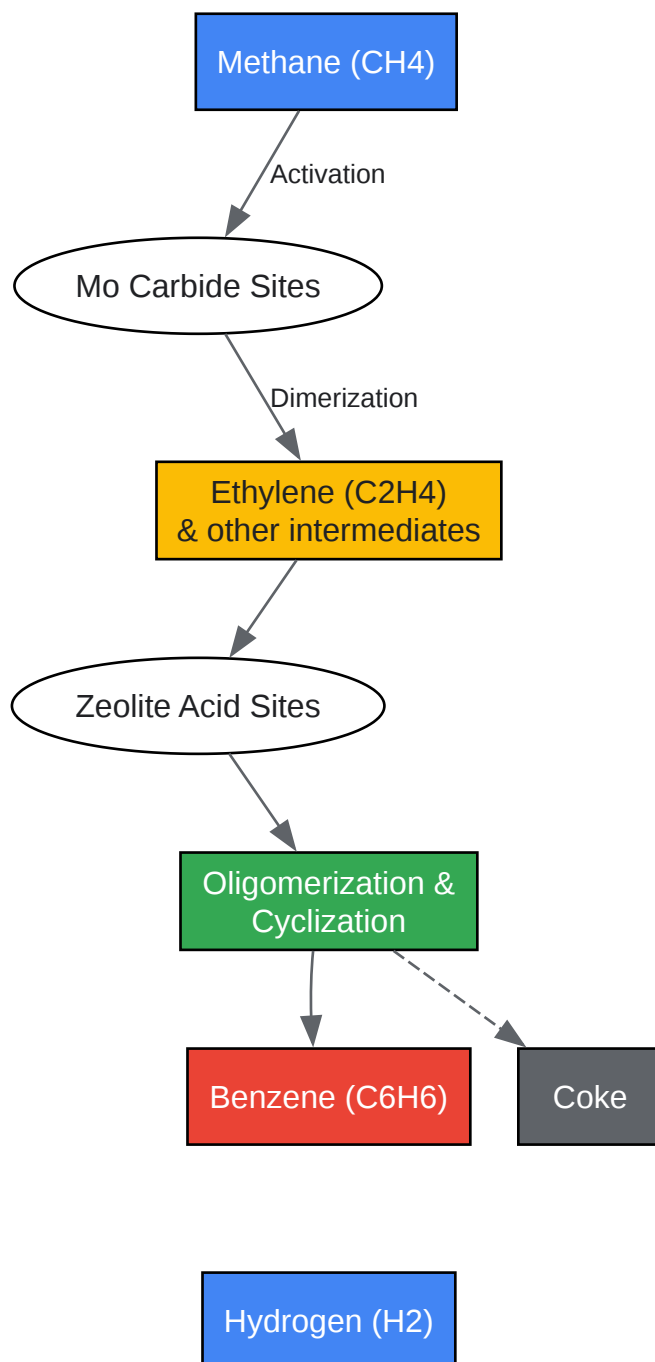 Methane (CH4)
Activation
Mo Carbide Sites
Dimerization
Ethylene (C2H4)
& other intermediates
Zeolite Acid Sites
Oligomerization &
Cyclization
Benzene (C6H6)
Coke
Hydrogen (H2)